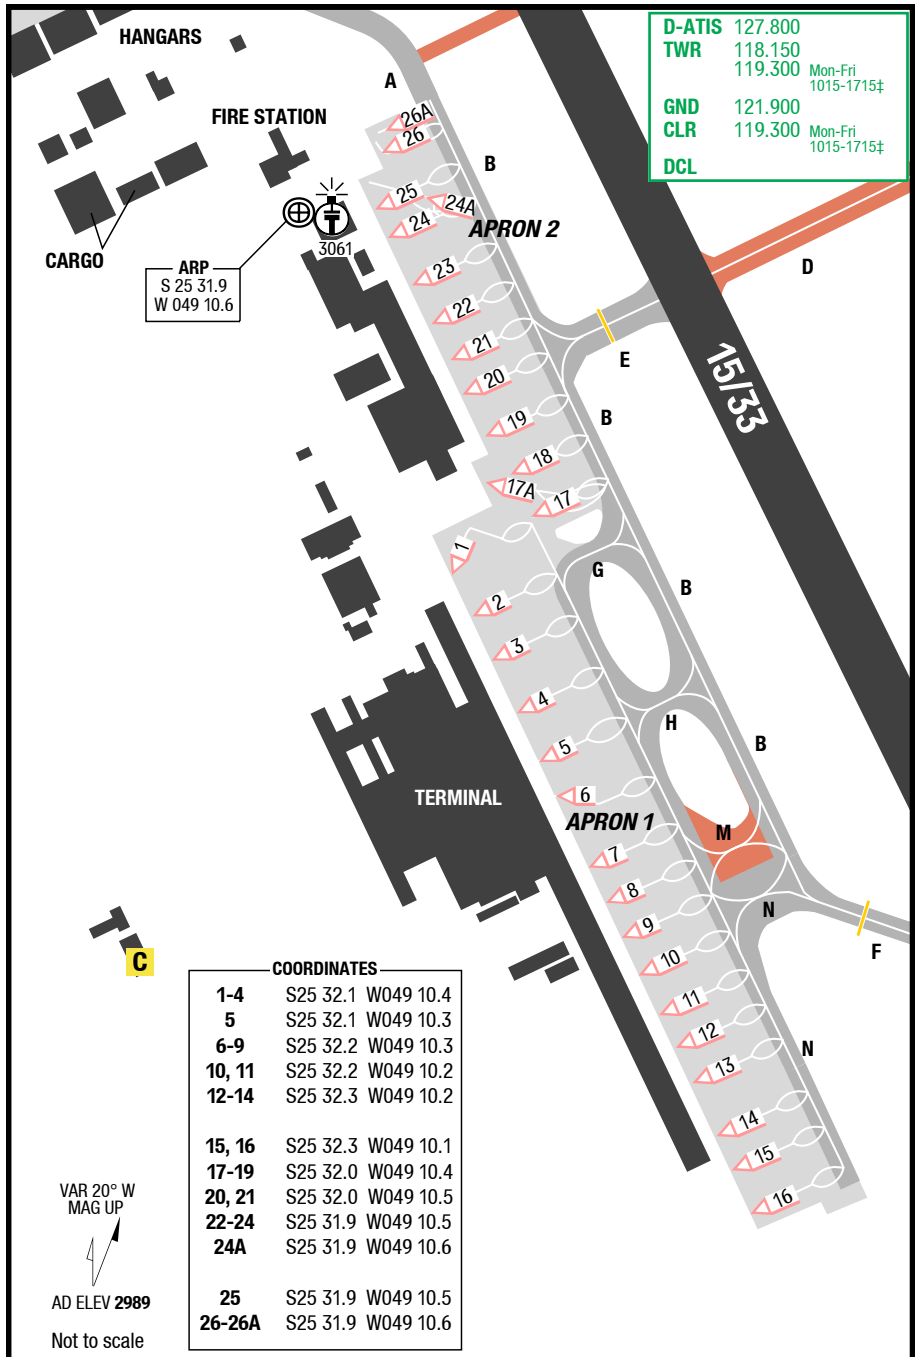 HANGARS
A
D-ATIS 127.800
TWR 118.150
119.300 Mon-Fri
1015-1715‡
GND 121.900
CLR 119.300 Mon-Fri
1015-1715‡
DCL
FIRE STATION
26A
26
B
25
24A
24
APRON 2
3061
CARGO
ARP
S 25 31.9
W 049 10.6
23
D
22
21
E
20
15/33
19
B
18
17A
17
1
G
B
2
3
4
H
5
B
6
TERMINAL
APRON 1
M
7
8
N
9
F
10
C
11
12
13
N
14
15
16
COORDINATES
1-4 S25 32.1 W049 10.4
5 S25 32.1 W049 10.3
6-9 S25 32.2 W049 10.3
10, 11 S25 32.2 W049 10.2
12-14 S25 32.3 W049 10.2
15, 16 S25 32.3 W049 10.1
17-19 S25 32.0 W049 10.4
20, 21 S25 32.0 W049 10.5
22-24 S25 31.9 W049 10.5
24A S25 31.9 W049 10.6
25 S25 31.9 W049 10.5
26-26A S25 31.9 W049 10.6
VAR 20° W
MAG UP
AD ELEV 2989
Not to scale